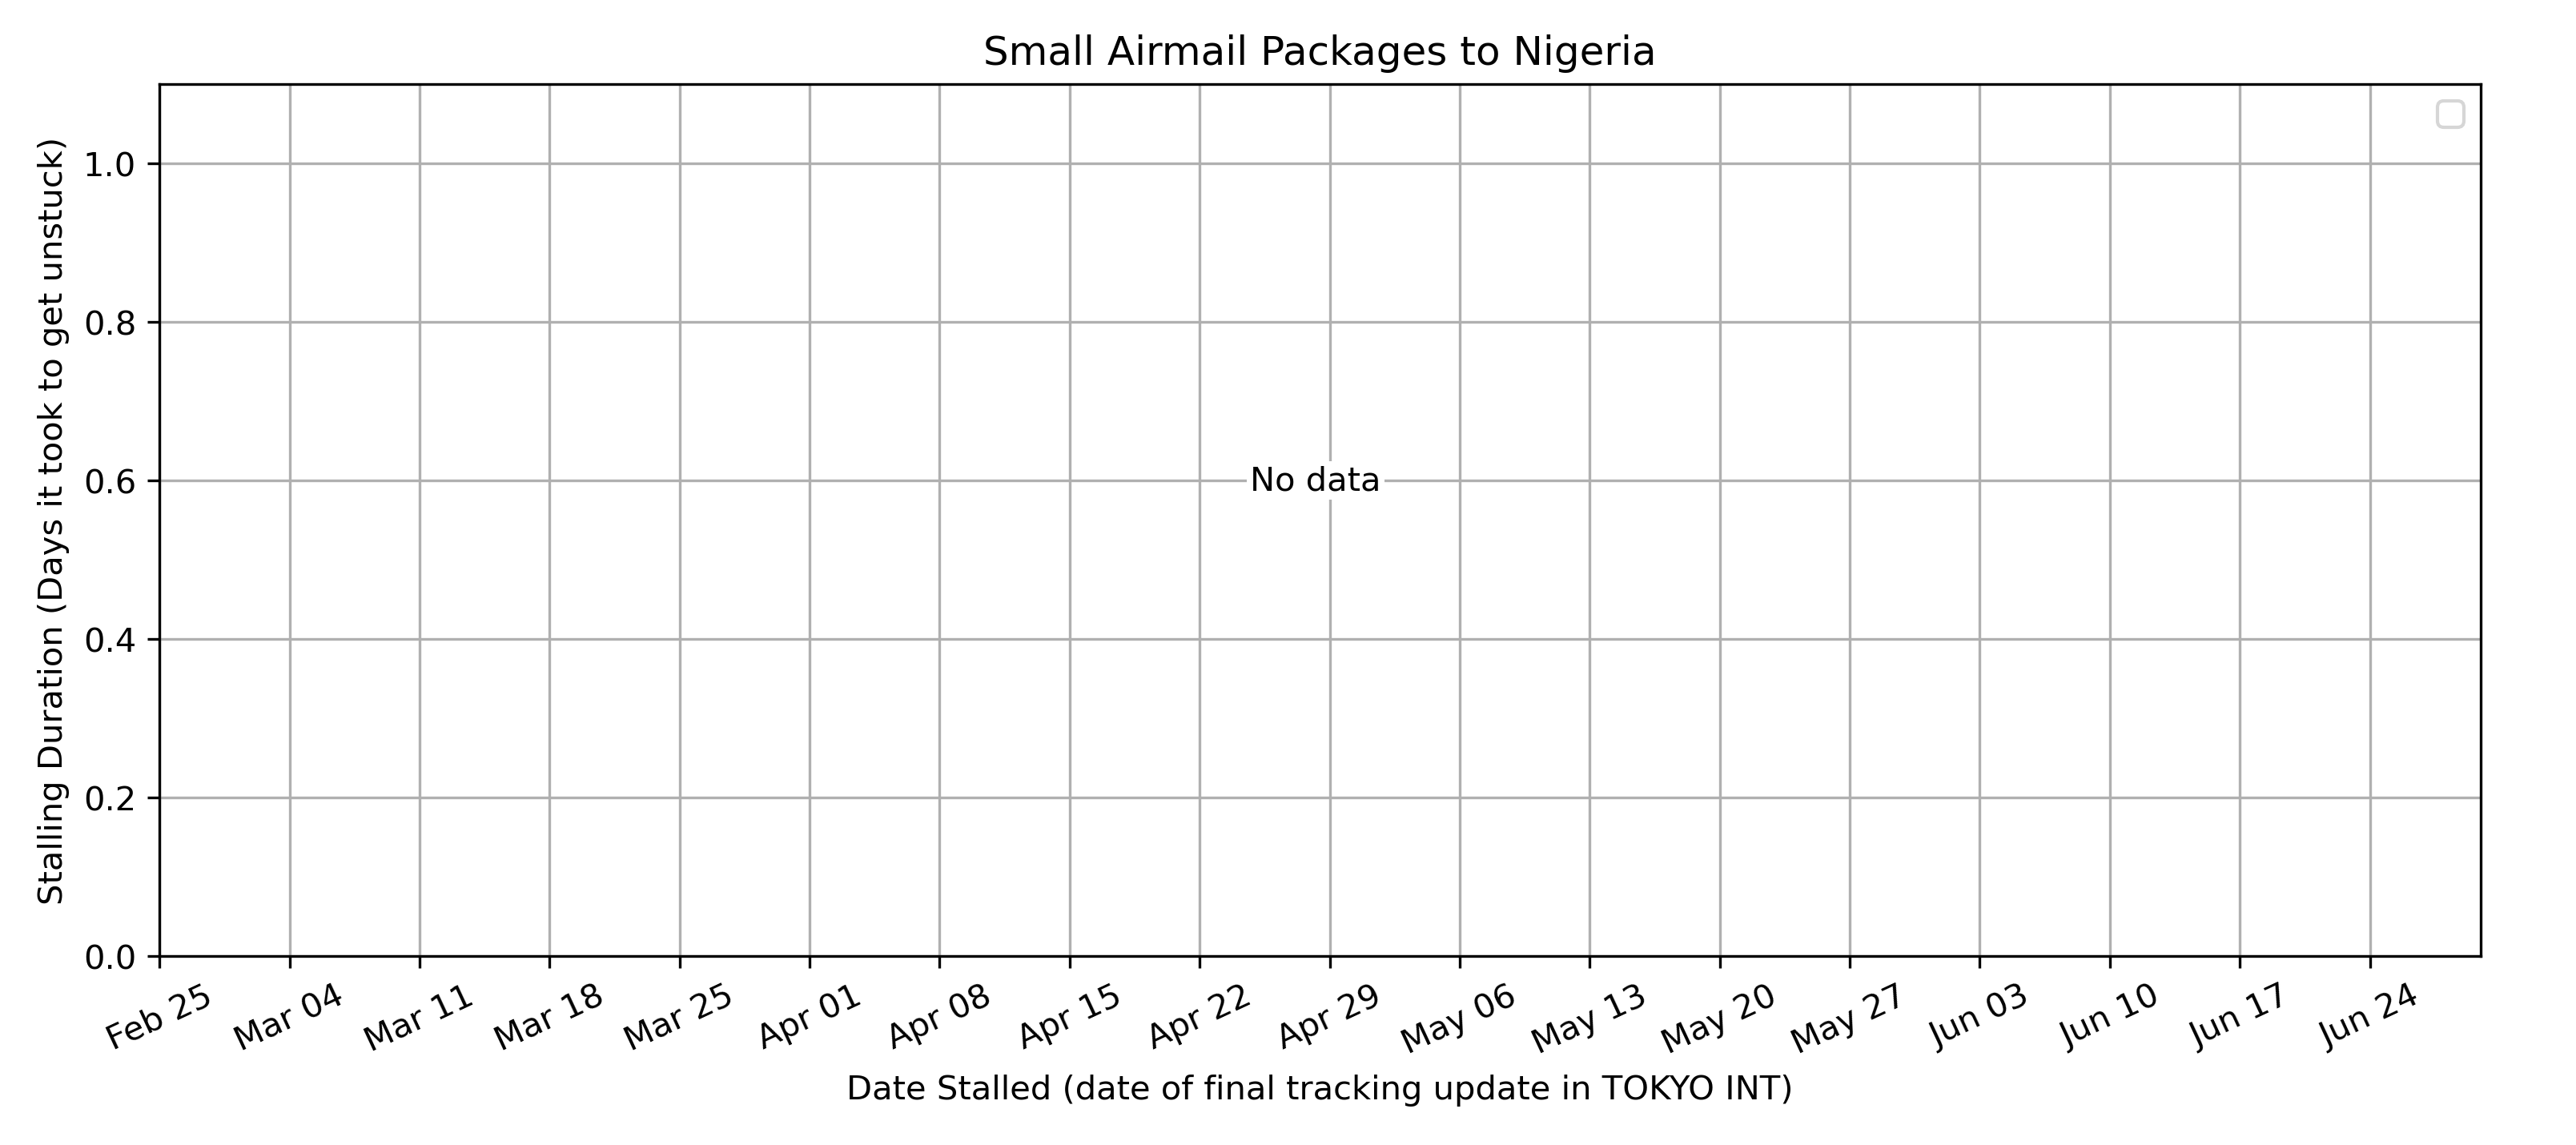 Small Airmail Packages to Nigeria
Stalling Duration (Days it took to get unstuck)
1.0
0.8
0.6
0.4
0.2
0.0
No data
Feb 25 Mar 04 Mar 11 Mar 18 Mar 25 Apr 01 Apr 08 Apr 15 Apr 22 Apr 29 May 06 May 13 May 20 May 27 Jun 03 Jun 10 Jun 17 Jun 24
Date Stalled (date of final tracking update in TOKYO INT)